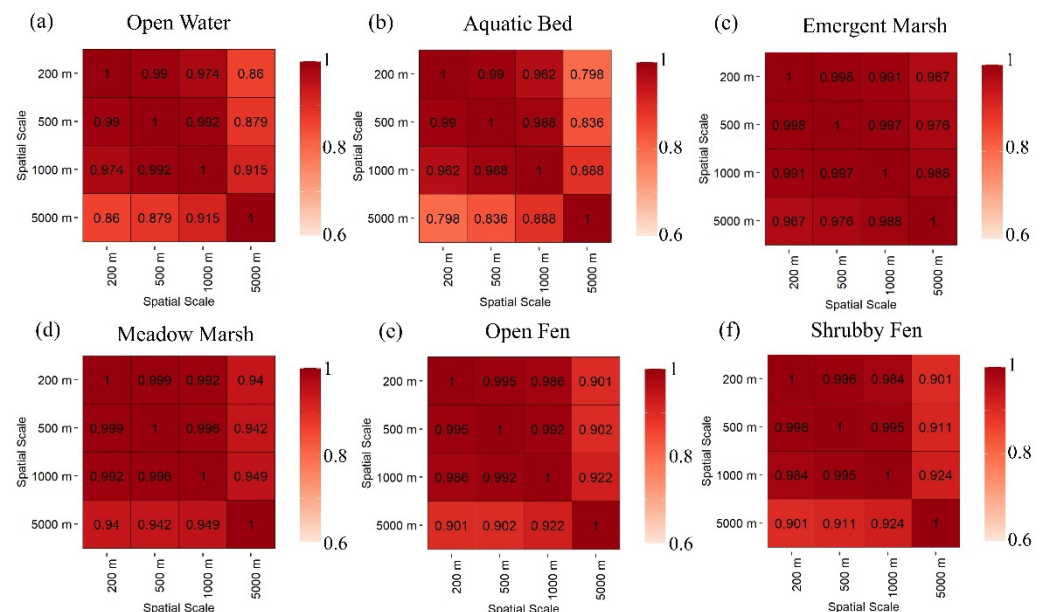 (a) Open Water
200 m 1 0.99 0.974 0.86
500 m 0.99 1 0.992 0.879
1000 m 0.974 0.992 1 0.915
5000 m 0.86 0.879 0.915 1
Spatial Scale
200 m 500 m 1000 m 5000 m
Spatial Scale
1
0.8
0.6
(b) Aquatic Bed
200 m 1 0.99 0.962 0.798
500 m 0.99 1 0.988 0.836
1000 m 0.962 0.988 1 0.888
5000 m 0.798 0.836 0.888 1
Spatial Scale
200 m 500 m 1000 m 5000 m
Spatial Scale
1
0.8
0.6
(c) Emergent Marsh
200 m 1 0.998 0.991 0.967
500 m 0.998 1 0.997 0.976
1000 m 0.991 0.997 1 0.988
5000 m 0.967 0.976 0.988 1
Spatial Scale
200 m 500 m 1000 m 5000 m
Spatial Scale
1
0.8
0.6
(d) Meadow Marsh
200 m 1 0.999 0.992 0.94
500 m 0.999 1 0.996 0.942
1000 m 0.992 0.996 1 0.949
5000 m 0.94 0.942 0.949 1
Spatial Scale
200 m 500 m 1000 m 5000 m
Spatial Scale
1
0.8
0.6
(e) Open Fen
200 m 1 0.995 0.986 0.901
500 m 0.995 1 0.992 0.902
1000 m 0.986 0.992 1 0.922
5000 m 0.901 0.902 0.922 1
Spatial Scale
200 m 500 m 1000 m 5000 m
Spatial Scale
1
0.8
0.6
(f) Shrubby Fen
200 m 1 0.996 0.984 0.901
500 m 0.996 1 0.995 0.911
1000 m 0.984 0.995 1 0.924
5000 m 0.901 0.911 0.924 1
Spatial Scale
200 m 500 m 1000 m 5000 m
Spatial Scale
1
0.8
0.6